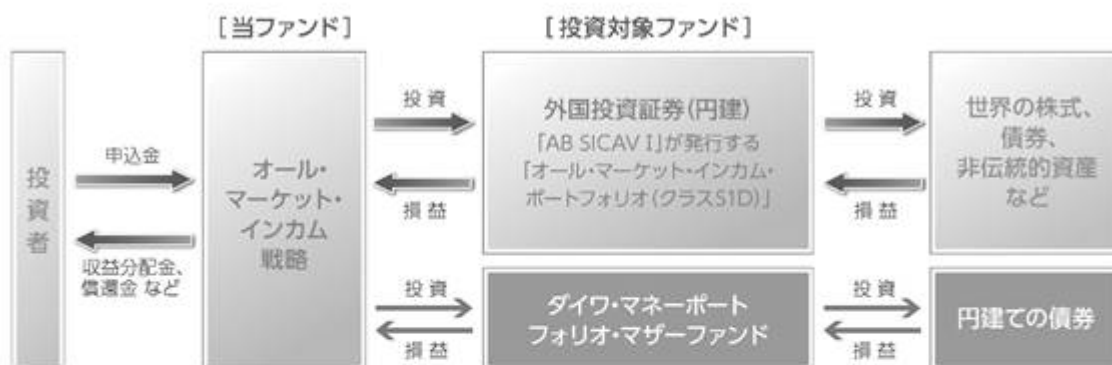 [当ファンド]
[投資対象ファンド]
投資者
申込金
収益分配金、
償還金 など
オール・
マーケット・
インカム
戦略
投資
損益
外国投資証券(円建)
「AB SICAV I」が発行する
「オール・マーケット・インカム・
ポートフォリオ(クラスS1D)」
投資
損益
世界の株式、
債券、
非伝統的資産
など
投資
損益
ダイワ・マネーポート
フォリオ・マザーファンド
投資
損益
円建ての債券